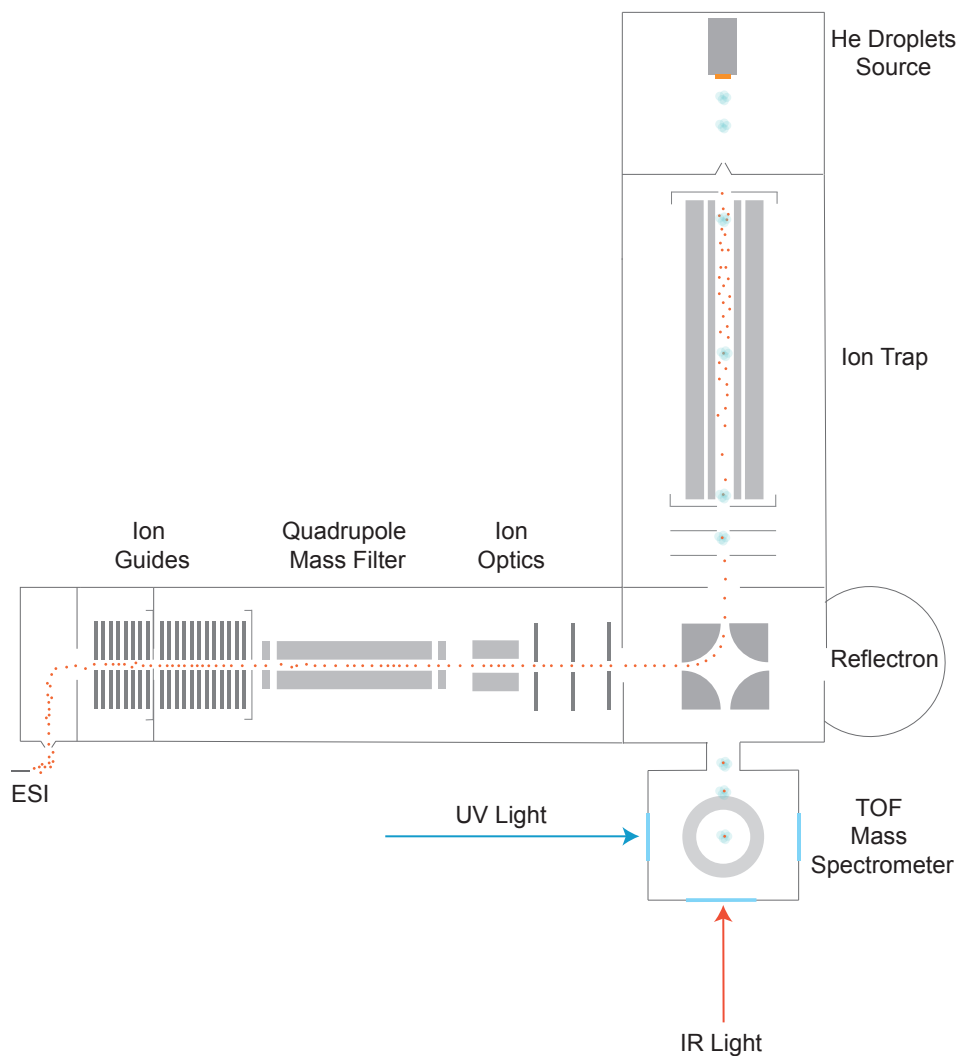 He Droplets
Source
Ion Trap
Ion
Guides
Quadrupole
Mass Filter
Ion
Optics
Reflectron
ESI
UV Light
TOF
Mass
Spectrometer
IR Light